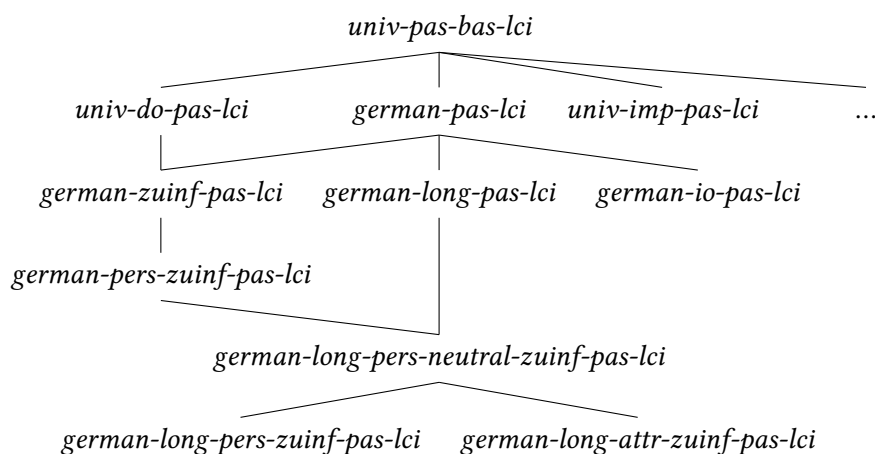 univ-pas-bas-lci
univ-do-pas-lci german-pas-lci univ-imp-pas-lci ...
german-zuinf-pas-lci german-long-pas-lci german-io-pas-lci
german-pers-zuinf-pas-lci
german-long-pers-neutral-zuinf-pas-lci
german-long-pers-zuinf-pas-lci german-long-attr-zuinf-pas-lci